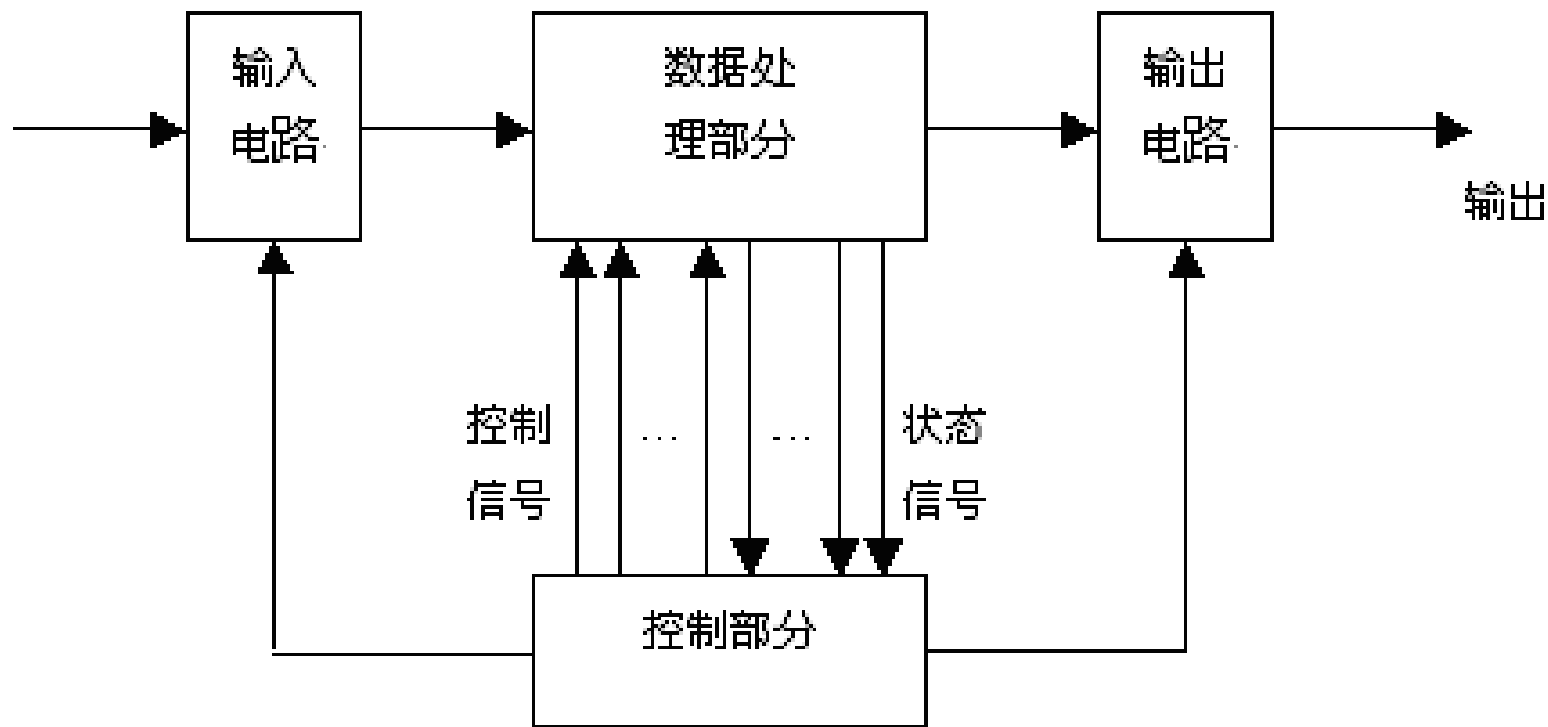 输入
电路
数据处
理部分
输出
电路
输出
控制
信号
…
…
状态
信号
控制部分